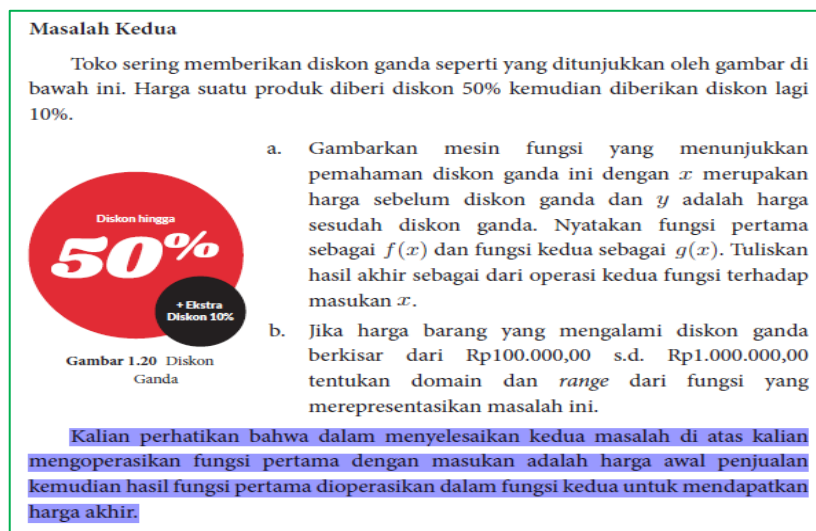 Masalah Kedua
Toko sering memberikan diskon ganda seperti yang ditunjukkan oleh gambar di
bawah ini. Harga suatu produk diberi diskon 50% kemudian diberikan diskon lagi
10%.
Diskon hingga
50%
+ Ekstra
Diskon 10%
Gambar 1.20 Diskon
Ganda
a. Gambarkan mesin fungsi yang menunjukkan
pemahaman diskon ganda ini dengan x merupakan
harga sebelum diskon ganda dan y adalah harga
sesudah diskon ganda. Nyatakan fungsi pertama
sebagai f(x) dan fungsi kedua sebagai g(x). Tuliskan
hasil akhir sebagai dari operasi kedua fungsi terhadap
masukan x.
b. Jika harga barang yang mengalami diskon ganda
berkisar dari Rp100.000,00 s.d. Rp1.000.000,00
tentukan domain dan range dari fungsi yang
merepresentasikan masalah ini.
Kalian perhatikan bahwa dalam menyelesaikan kedua masalah di atas kalian
mengoperasikan fungsi pertama dengan masukan adalah harga awal penjualan
kemudian hasil fungsi pertama dioperasikan dalam fungsi kedua untuk mendapatkan
harga akhir.